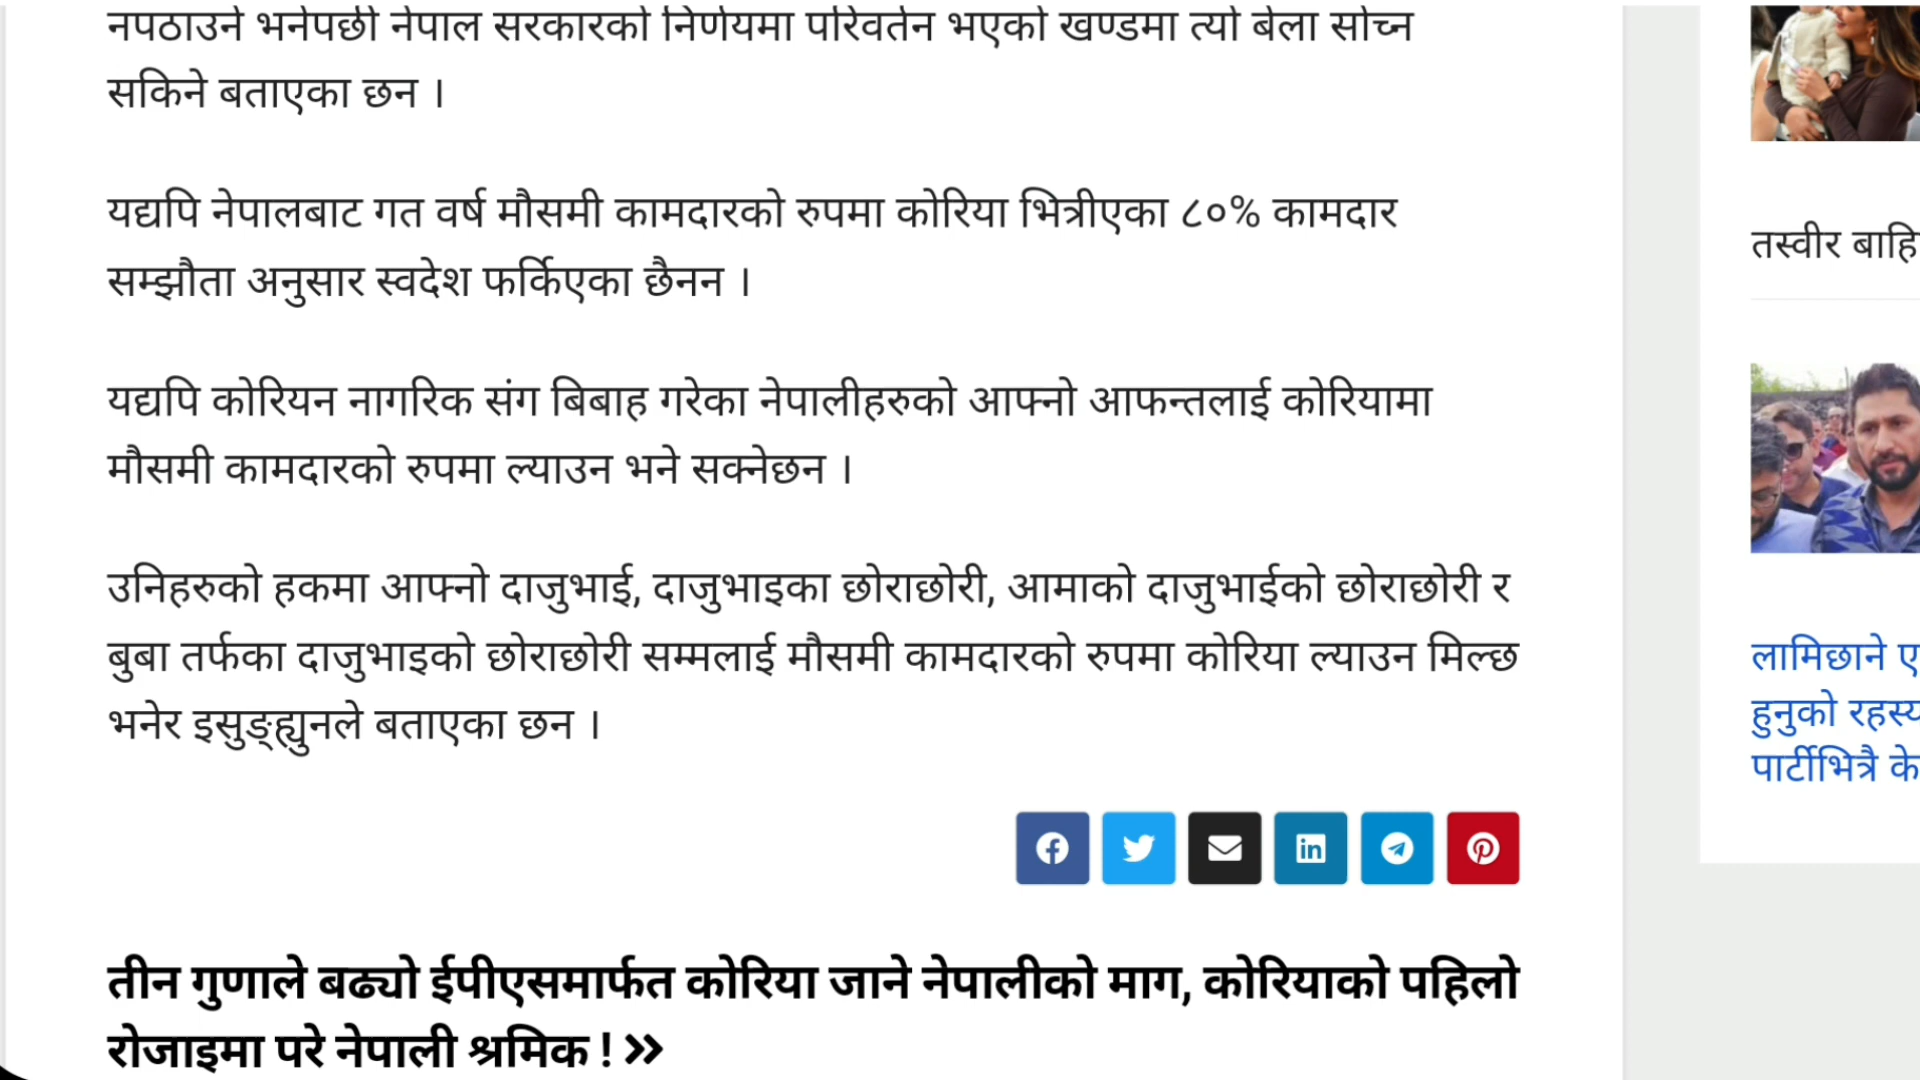 नपठाउने भनेपछी नेपाल सरकारको निर्णयमा परिवर्तन भएको खण्डमा त्यो बेला सोच्न
सकिने बताएका छन ।
यद्यपि नेपालबाट गत वर्ष मौसमी कामदारको रुपमा कोरिया भित्रीएका ८०% कामदार
सम्झौता अनुसार स्वदेश फर्किएका छैनन ।
यद्यपि कोरियन नागरिक संग बिबाह गरेका नेपालीहरुको आफ्नो आफन्तलाई कोरियामा
मौसमी कामदारको रुपमा ल्याउन भने सक्नेछन ।
उनिहरुको हकमा आफ्नो दाजुभाई, दाजुभाइका छोराछोरी, आमाको दाजुभाईको छोराछोरी र
बुबा तर्फका दाजुभाइको छोराछोरी सम्मलाई मौसमी कामदारको रुपमा कोरिया ल्याउन मिल्छ
भनेर इसुङ्ह्युनले बताएका छन ।
तीन गुणाले बढ्यो ईपीएसमार्फत कोरिया जाने नेपालीको माग, कोरियाको पहिलो
रोजाइमा परे नेपाली श्रमिक ! >>
तस्वीर बाहि
लामिछाने ए
हुनुको रहस्य
पार्टीभित्रै के